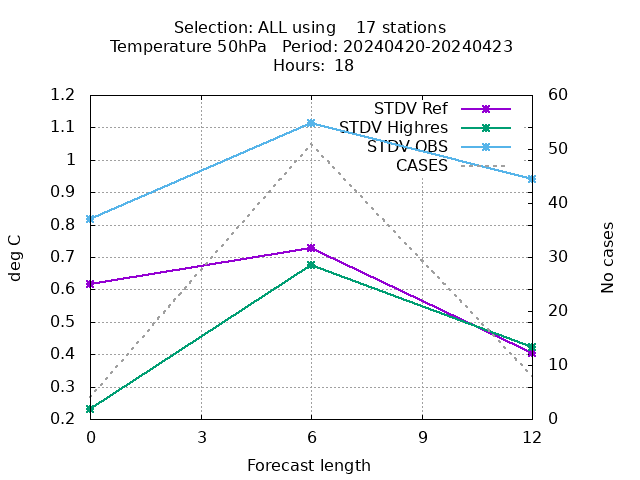 Selection: ALL using    17 stations
Temperature 50hPa   Period: 20240420-20240423
Hours: 18
STDV Ref
STDV Highres
STDV OBS
CASES
1.2
1.1
1
0.9
0.8
0.7
0.6
0.5
0.4
0.3
0.2
deg C
60
50
40
30
20
10
0
No cases
0 3 6 9 12
Forecast length